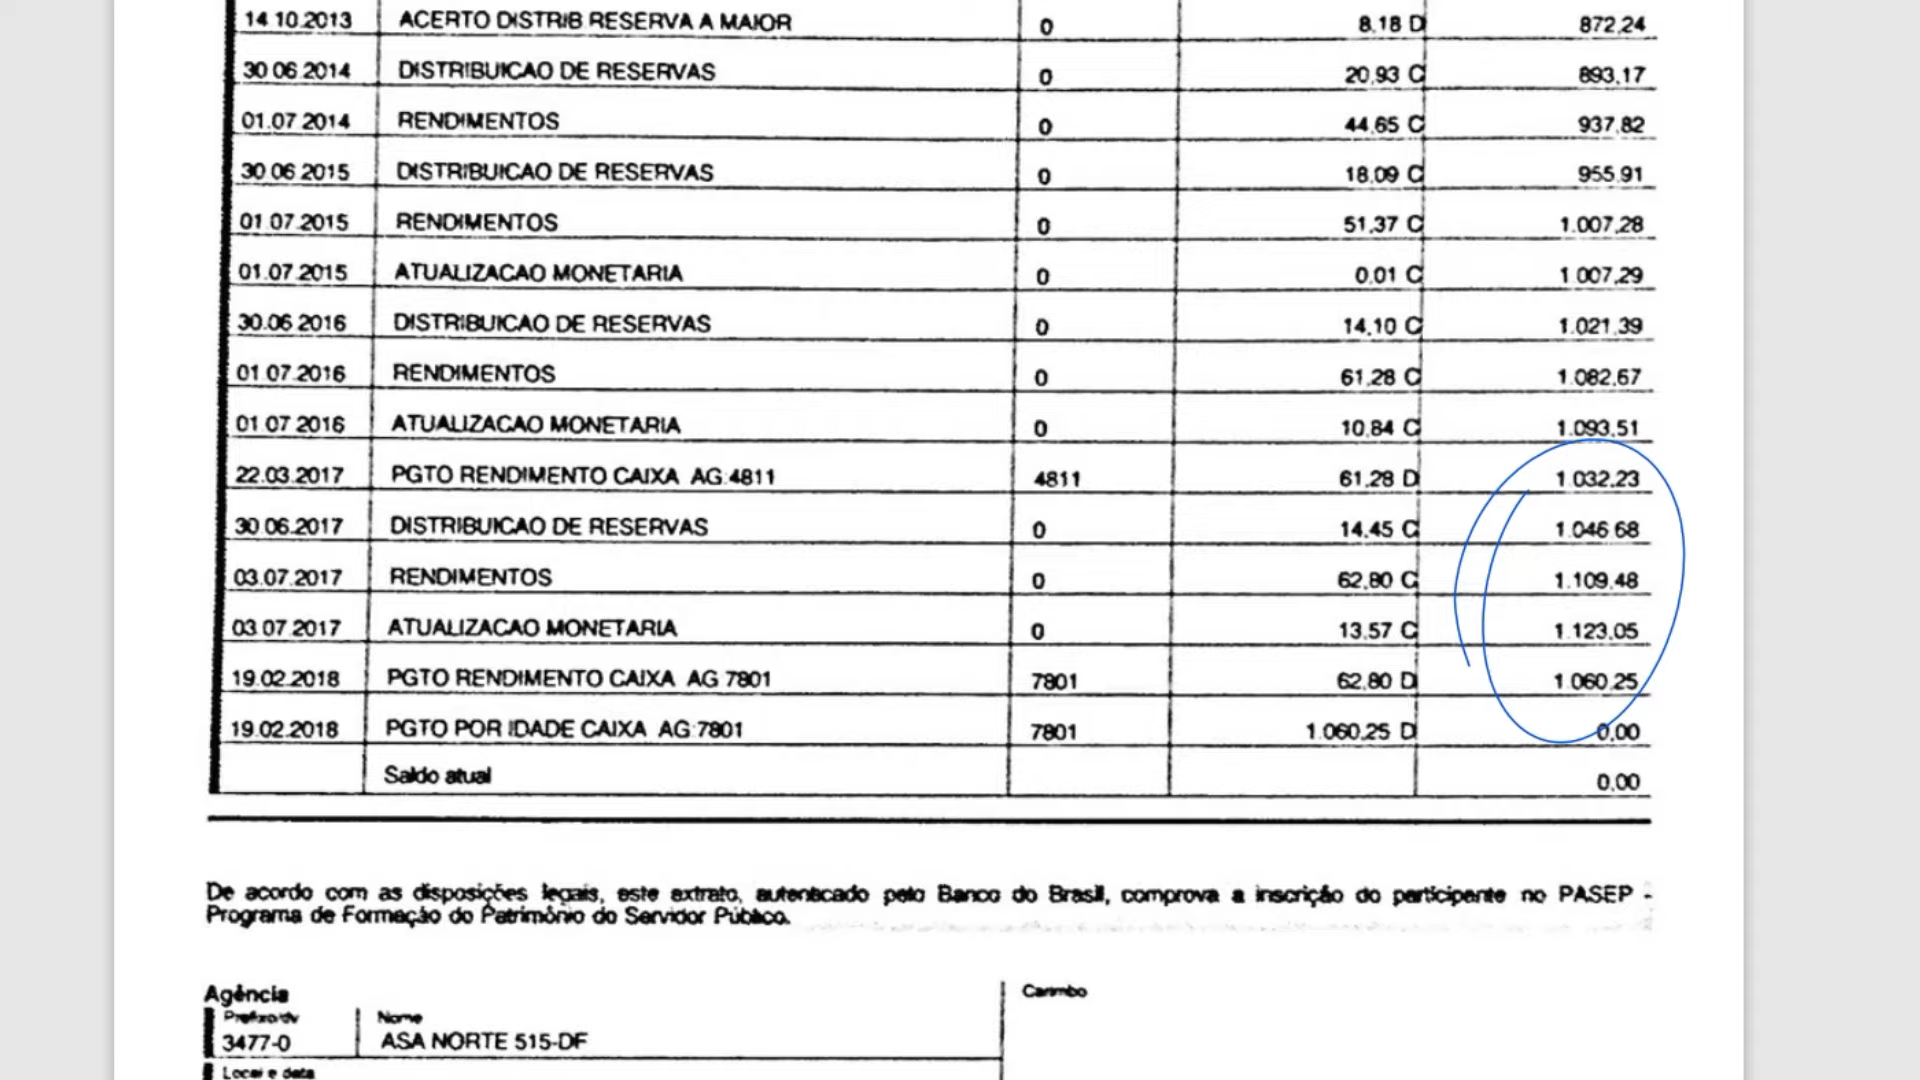 14 10.2013 ACERTO DISTRIB RESERVA A MAIOR 0 8,18 D 872,24
30 06 2014 DISTRIBUICAO DE RESERVAS 0 20,93 C 893,17
01.07 2014 RENDIMENTOS 0 44,65 C 937,82
30 06 2015 DISTRIBUICAO DE RESERVAS 0 18,09 C 955,91
01 07.2015 RENDIMENTOS 0 51,37 C 1.007,28
01.07.2015 ATUALIZACAO MONETARIA 0 0,01 C 1 007,29
30.06 2016 DISTRIBUICAO DE RESERVAS 0 14,10 C 1.021,39
01 07.2016 RENDIMENTOS 0 61,28 C 1.082,67
01 07 2016 ATUALIZACAO MONETARIA 0 10,84 C 1.093,51
22.03.2017 PGTO RENDIMENTO CAIXA AG:4811 4811 61,28 D 1.032,23
30 06.2017 DISTRIBUICAO DE RESERVAS 0 14,45 C 1.046 68
03.07.2017 RENDIMENTOS 0 62,80 C 1.109,48
03 07.2017 ATUALIZACAO MONETARIA 0 13,57 C 1.123,05
19.02.2018 PGTO RENDIMENTO CAIXA AG 7801 7801 62,80 D 1 060,25
19.02.2018 PGTO POR IDADE CAIXA AG:7801 7801 1.060,25 D 0,00
Saldo atual 0,00
De acordo com as disposições legais, este extrato, autenticado pelo Banco do Brasil, comprova a inscrição do participante no PASEP -
Programa de Formação do Patrimônio do Servidor Público.
Agência
Carimbo
Prefixo/dv Nome
3477-0 ASA NORTE 515-DF
Local e data